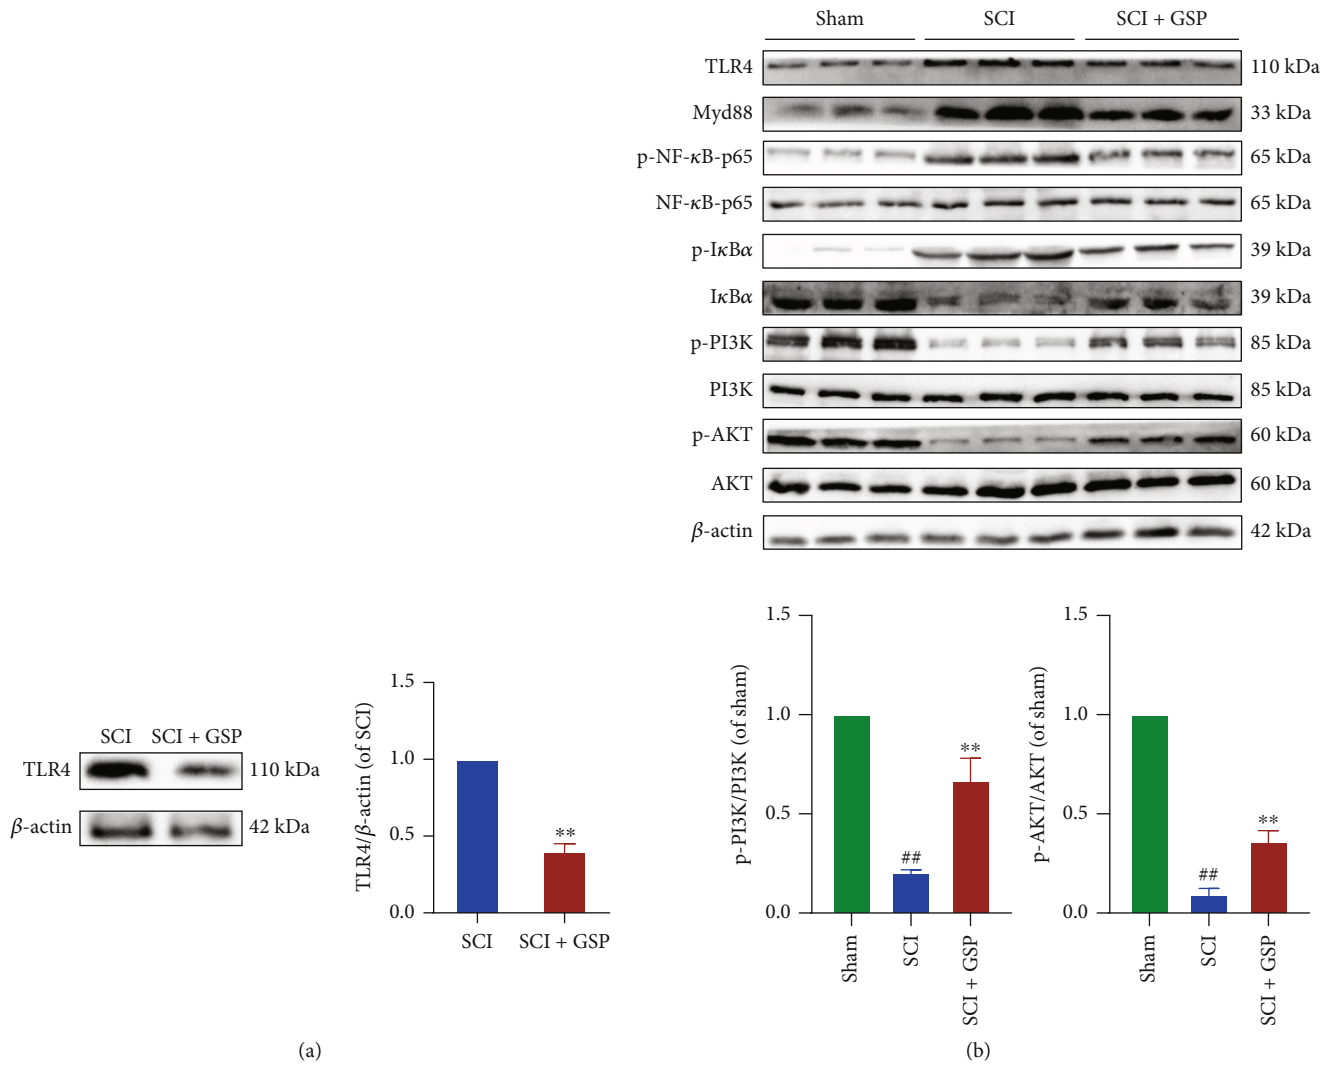 Sham SCI SCI + GSP
TLR4 110 kDa
Myd88 33 kDa
p-NF-κB-p65 65 kDa
NF-κB-p65 65 kDa
p-IκBα 39 kDa
IκBα 39 kDa
p-PI3K 85 kDa
PI3K 85 kDa
p-AKT 60 kDa
AKT 60 kDa
β-actin 42 kDa
SCI SCI + GSP
TLR4 110 kDa
β-actin 42 kDa
TLR4/β-actin (of SCI)
1.5
1.0
0.5
0.0
**
SCI SCI + GSP
(a)
p-PI3K/PI3K (of sham)
1.5
1.0
0.5
0.0
##
**
Sham
SCI
SCI + GSP
p-AKT/AKT (of sham)
1.5
1.0
0.5
0.0
##
**
Sham
SCI
SCI + GSP
(b)